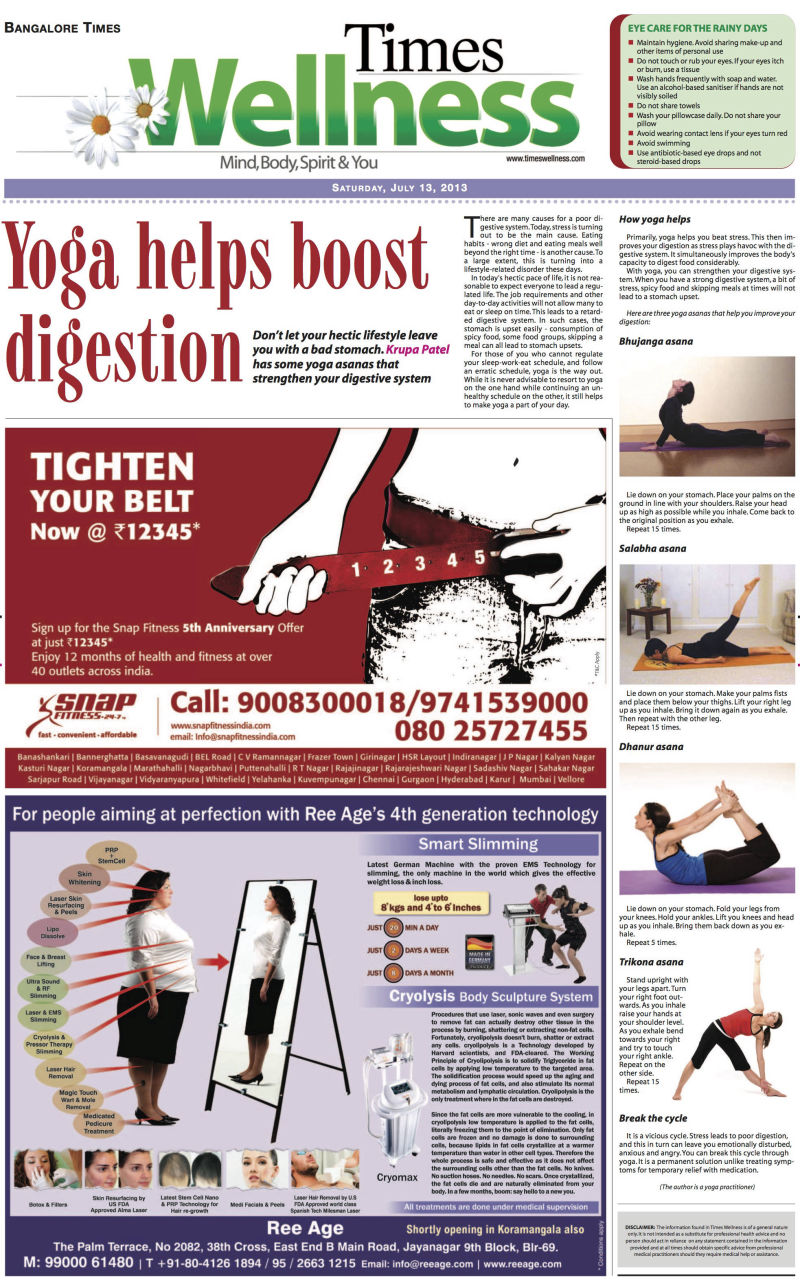 BANGALORE TIMES
Times
Wellness
Mind, Body, Spirit & You
www.timeswellness.com
EYE CARE FOR THE RAINY DAYS
Maintain hygiene. Avoid sharing make-up and
other items of personal use
Do not touch or rub your eyes. If your eyes itch
or burn, use a tissue
Wash hands frequently with soap and water.
Use an alcohol-based sanitiser if hands are not
visibly soiled
Do not share towels
Wash your pillowcase daily. Do not share your
pillow
Avoid wearing contact lens if your eyes turn red
Avoid swimming
Use antibiotic-based eye drops and not
steroid-based drops
SATURDAY, JULY 13, 2013
Yoga helps boost
digestion
Don't let your hectic lifestyle leave
you with a bad stomach. Krupa Patel
has some yoga asanas that
strengthen your digestive system
There are many causes for a poor di-
gestive system. Today, stress is turning
out to be the main cause. Eating
habits - wrong diet and eating meals well
beyond the right time - is another cause. To
a large extent, this is turning into a
lifestyle-related disorder these days.
In today's hectic pace of life, it is not rea-
sonable to expect everyone to lead a regu-
lated life. The job requirements and other
day-to-day activities will not allow many to
eat or sleep on time. This leads to a retard-
ed digestive system. In such cases, the
stomach is upset easily - consumption of
spicy food, some food groups, skipping a
meal can all lead to stomach upsets.
For those of you who cannot regulate
your sleep-work-eat schedule, and follow
an erratic schedule, yoga is the way out.
While it is never advisable to resort to yoga
on the one hand while continuing an un-
healthy schedule on the other, it still helps
to make yoga a part of your day.
How yoga helps
Primarily, yoga helps you beat stress. This then im-
proves your digestion as stress plays havoc with the di-
gestive system. It simultaneously improves the body's
capacity to digest food considerably.
With yoga, you can strengthen your digestive sys-
tem. When you have a strong digestive system, a bit of
stress, spicy food and skipping meals at times will not
lead to a stomach upset.
Here are three yoga asanas that help you improve your
digestion:
Bhujanga asana
Lie down on your stomach. Place your palms on the
ground in line with your shoulders. Raise your head
up as high as possible while you inhale. Come back to
the original position as you exhale.
Repeat 15 times.
Salabha asana
Lie down on your stomach. Make your palms fists
and place them below your thighs. Lift your right leg
up as you inhale. Bring it down again as you exhale.
Then repeat with the other leg.
Repeat 15 times.
Dhanur asana
Lie down on your stomach. Fold your legs from
your knees. Hold your ankles. Lift you knees and head
up as you inhale. Bring them back down as you ex-
hale.
Repeat 5 times.
Trikona asana
Stand upright with
your legs apart. Turn
your right foot out-
wards. As you inhale
raise your hands at
your shoulder level.
As you exhale bend
towards your right
and try to touch
your right ankle.
Repeat on the
other side.
Repeat 15
times.
Break the cycle
It is a vicious cycle. Stress leads to poor digestion,
and this in turn can leave you emotionally disturbed,
anxious and angry. You can break this cycle through
yoga. It is a permanent solution unlike treating symp-
toms for temporary relief with medication.
(The author is a yoga practitioner)
DISCLAIMER: The information found in Times Wellness is of a general nature
only. It is not intended as a substitute for professional health advice and no
person should act in reliance on any statement contained in the information
provided and at all times should obtain specific advice from professional
medical practitioners should they require medical help or assistance.
TIGHTEN
YOUR BELT
Now @ ₹12345*
1 · 2 · 3 · 4 · 5
Sign up for the Snap Fitness 5th Anniversary Offer
at just ₹12345*
Enjoy 12 months of health and fitness at over
40 outlets across india.
*T&C Apply
SNAP
FITNESS 24-7
fast - convenient - affordable
Call: 9008300018/9741539000
080 25727455
www.snapfitnessindia.com
email: Info@snapfitnessindia.com
Banashankari | Bannerghatta | Basavanagudi | BEL Road | C V Ramannagar | Frazer Town | Girinagar | HSR Layout | Indiranagar | J P Nagar | Kalyan Nagar
Kasturi Nagar | Koramangala | Marathahalli | Nagarbhavi | Puttenahalli | R T Nagar | Rajajinagar | Rajarajeshwari Nagar | Sadashiv Nagar | Sahakar Nagar
Sarjapur Road | Vijayanagar | Vidyaranyapura | Whitefield | Yelahanka | Kuvempunagar | Chennai | Gurgaon | Hyderabad | Karur | Mumbai | Vellore
For people aiming at perfection with Ree Age's 4th generation technology
PRP
+
StemCell
Skin
Whitening
Laser Skin
Resurfacing
& Peels
Lipo
Dissolve
Face & Breast
Lifting
Ultra Sound
& RF
Slimming
Laser & EMS
Slimming
Cryolysis &
Pressor Therapy
Slimming
Laser Hair
Removal
Magic Touch
Wart & Mole
Removal
Medicated
Pedicure
Treatment
Smart Slimming
Latest German Machine with the proven EMS Technology for
slimming, the only machine in the world which gives the effective
weight loss & inch loss.
lose upto
8 kgs and 4 to 6 Inches
JUST 20 MIN A DAY
JUST 2 DAYS A WEEK
JUST 8 DAYS A MONTH
MADE IN
GERMANY
Cryolysis Body Sculpture System
Procedures that use laser, sonic waves and even surgery
to remove fat can actually destroy other tissue in the
process by burning, shattering or extracting non-fat cells.
Fortunately, cryolipolysis doesn't burn, shatter or extract
any cells. cryolipolysis is a Technology developed by
Harvard scientists, and FDA-cleared. The Working
Principle of Cryolipolysis is to solidify Triglyceride in fat
cells by applying low temperature to the targeted area.
The solidification process would speed up the aging and
dying process of fat cells, and also stimulate its normal
metabolism and lymphatic circulation. Cryolipolysis is the
only treatment where in the fat cells are destroyed.
Since the fat cells are more vulnerable to the cooling, in
cryolipolysis low temperature is applied to the fat cells,
literally freezing them to the point of elimination. Only fat
cells are frozen and no damage is done to surrounding
cells, because lipids in fat cells crystallize at a warmer
temperature than water in other cell types. Therefore the
whole process is safe and effective as it does not affect
the surrounding cells other than the fat cells. No knives.
No suction hoses. No needles. No scars. Once crystallized,
the fat cells die and are naturally eliminated from your
body. In a few months, boom: say hello to a new you.
Cryomax
All treatments are done under medical supervision
Botox & Fillers
Skin Resurfacing by
US FDA
Approved Alma Laser
Latest Stem Cell Nano
& PRP Technology for
Hair re-growth
Medi Facials & Peels
Laser Hair Removal by U.S
FDA Approved world class
Spanish Tech Milesman Laser
Ree Age
Shortly opening in Koramangala also
The Palm Terrace, No 2082, 38th Cross, East End B Main Road, Jayanagar 9th Block, Blr-69.
M: 99000 61480 | T +91-80-4126 1894 / 95 / 2663 1215 Email: info@reeage.com | www.reeage.com
* Conditions apply